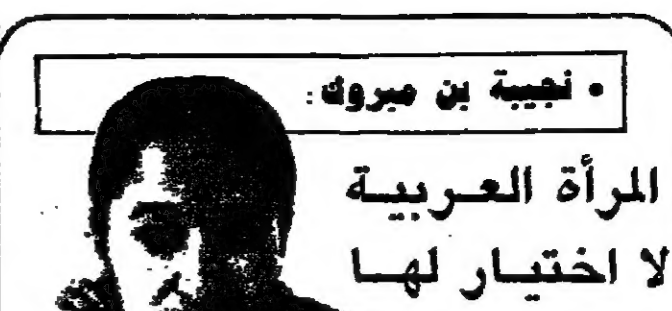 • نجيبة بن مبروك :
المرأة العربية
لا اختيار لها